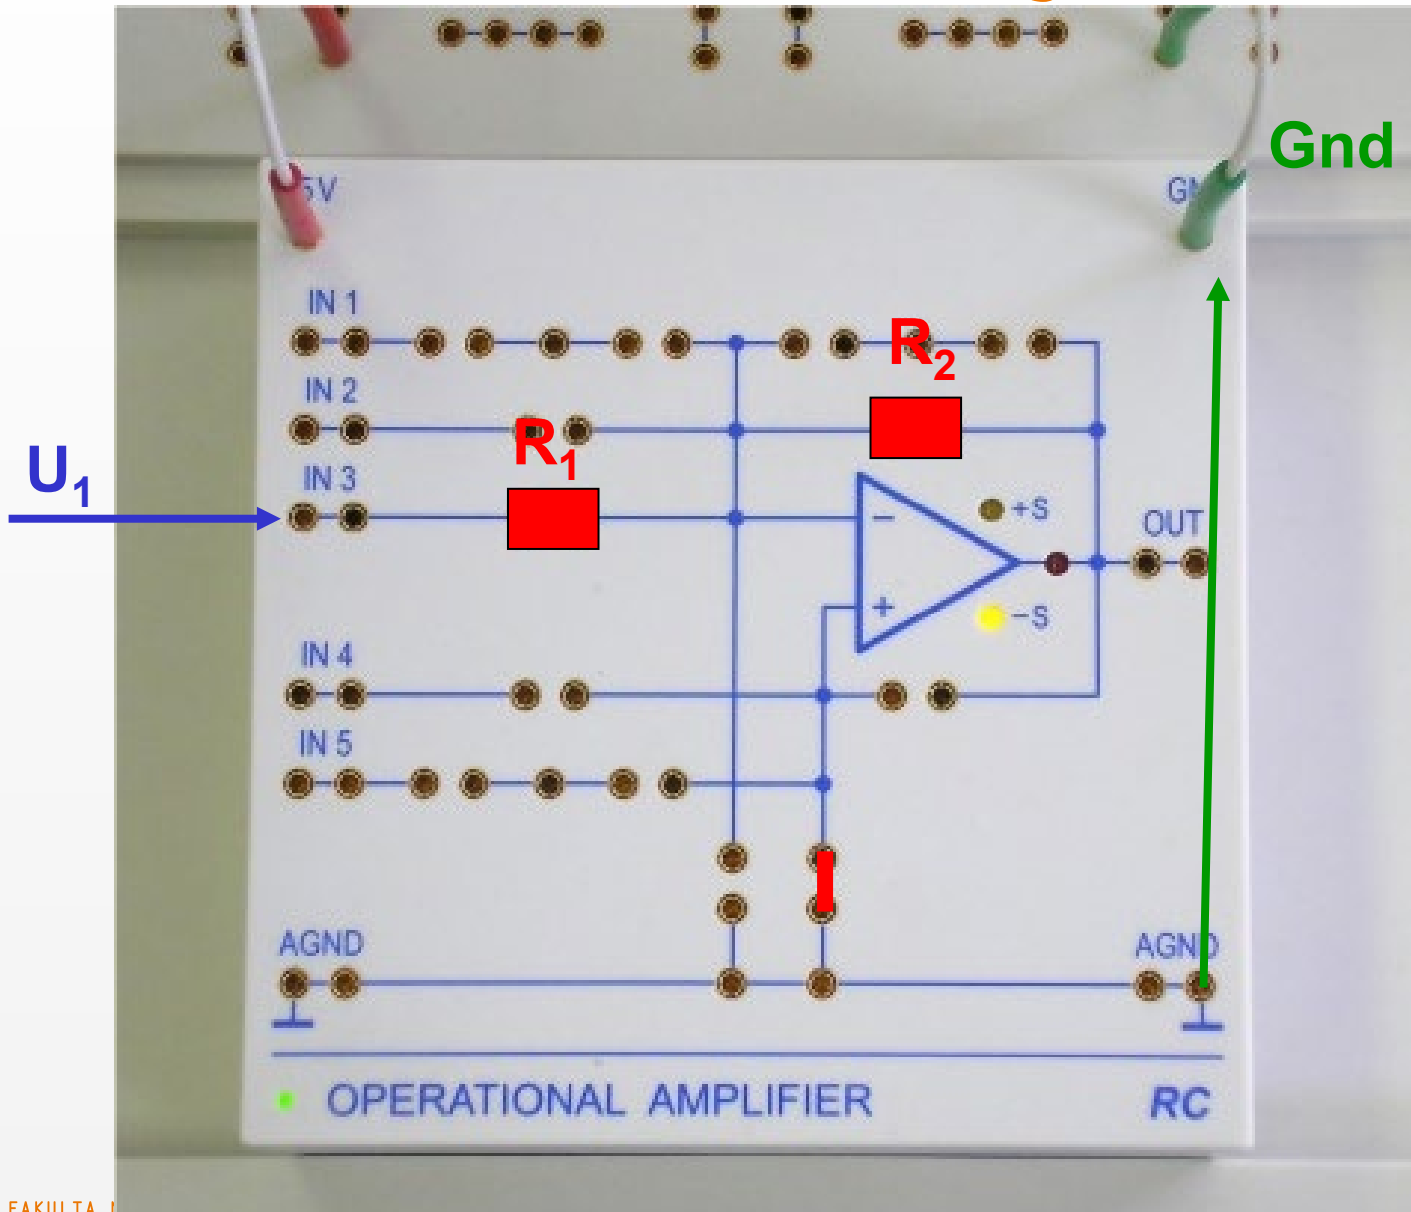 Gnd
5V
IN 1
R2
IN 2
R1
IN 3
U1
+S
OUT
−
+
−S
IN 4
IN 5
AGND
AGND
OPERATIONAL AMPLIFIER
RC
FAKULTA